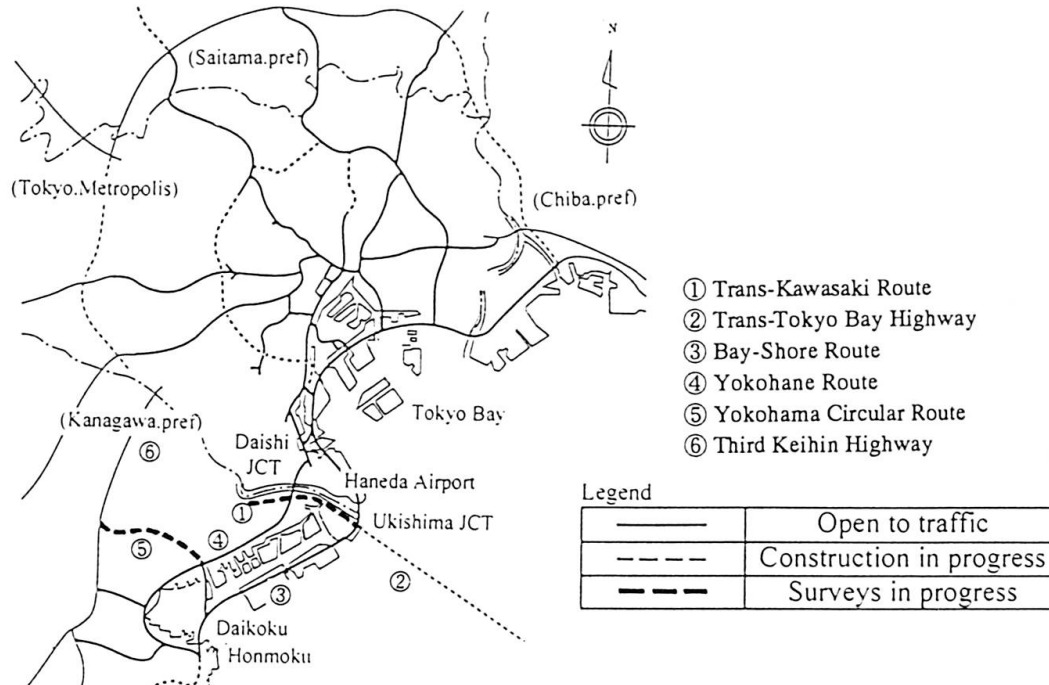 N
(Saitama.pref)
(Tokyo.Metropolis)
(Chiba.pref)
① Trans-Kawasaki Route
② Trans-Tokyo Bay Highway
③ Bay-Shore Route
④ Yokohane Route
⑤ Yokohama Circular Route
⑥ Third Keihin Highway
Tokyo Bay
(Kanagawa.pref)
⑥
Daishi
JCT
Haneda Airport
①
Ukishima JCT
⑤
④
②
③
Daikoku
Honmoku
Legend
Open to traffic
Construction in progress
Surveys in progress